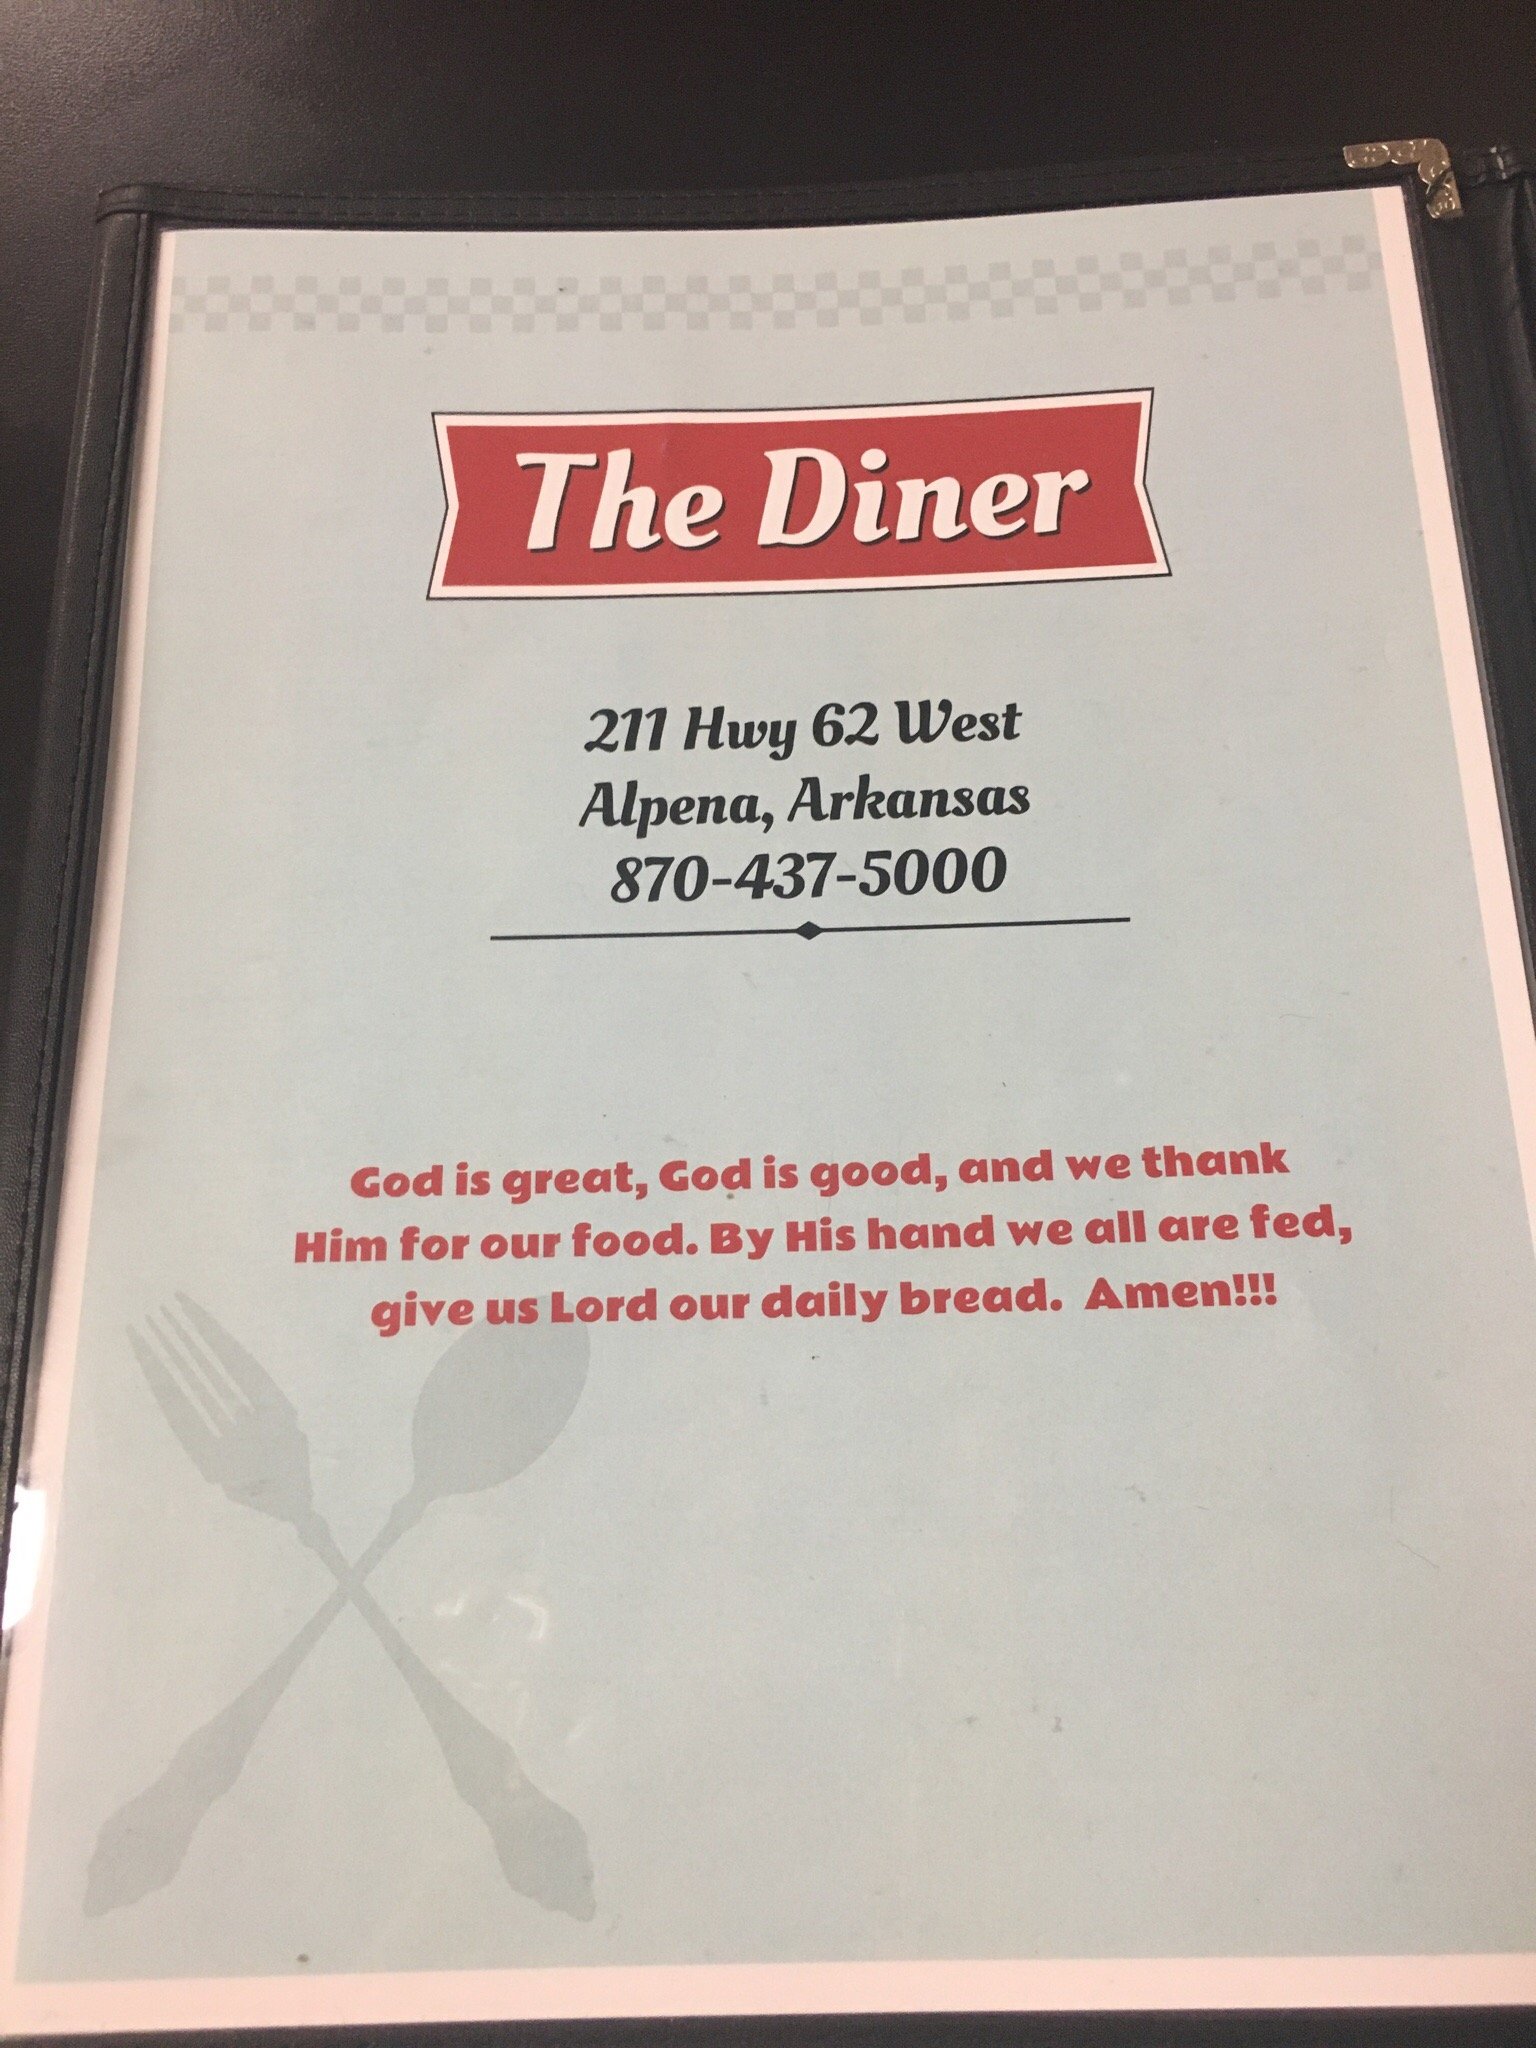 The Diner
211 Hwy 62 West
Alpena, Arkansas
870-437-5000
God is great, God is good, and we thank
Him for our food. By His hand we all are fed,
give us Lord our daily bread.  Amen!!!